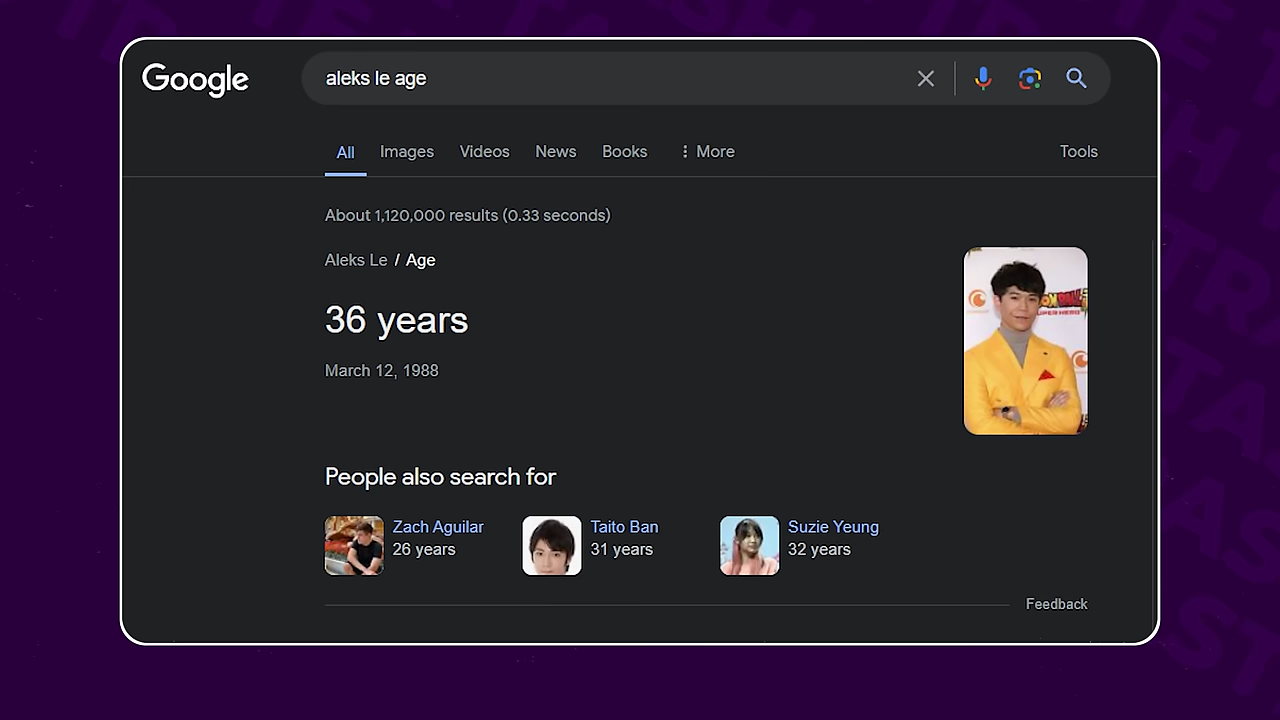 Google
aleks le age
All Images Videos News Books More Tools
About 1,120,000 results (0.33 seconds)
Aleks Le / Age
36 years
March 12, 1988
People also search for
Zach Aguilar
26 years
Taito Ban
31 years
Suzie Yeung
32 years
Feedback